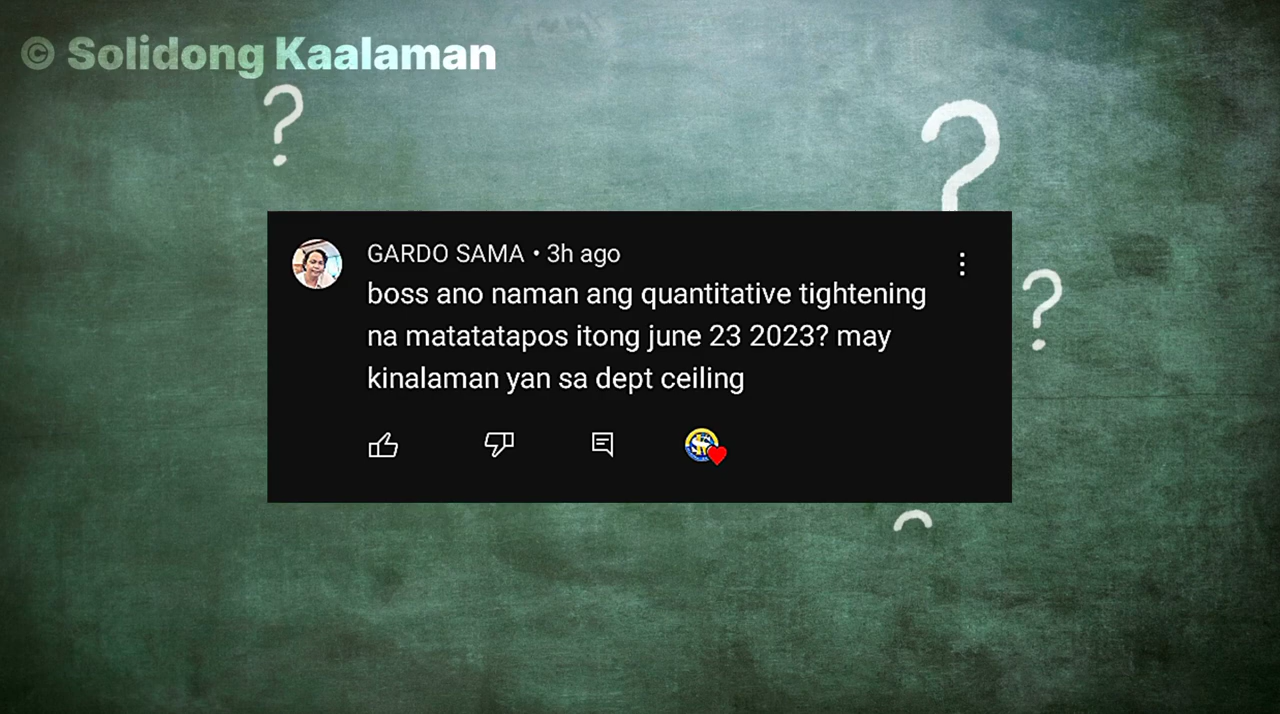 © Solidong Kaalaman
?
?
?
GARDO SAMA • 3h ago
boss ano naman ang quantitative tightening
na matatatapos itong june 23 2023? may
kinalaman yan sa dept ceiling